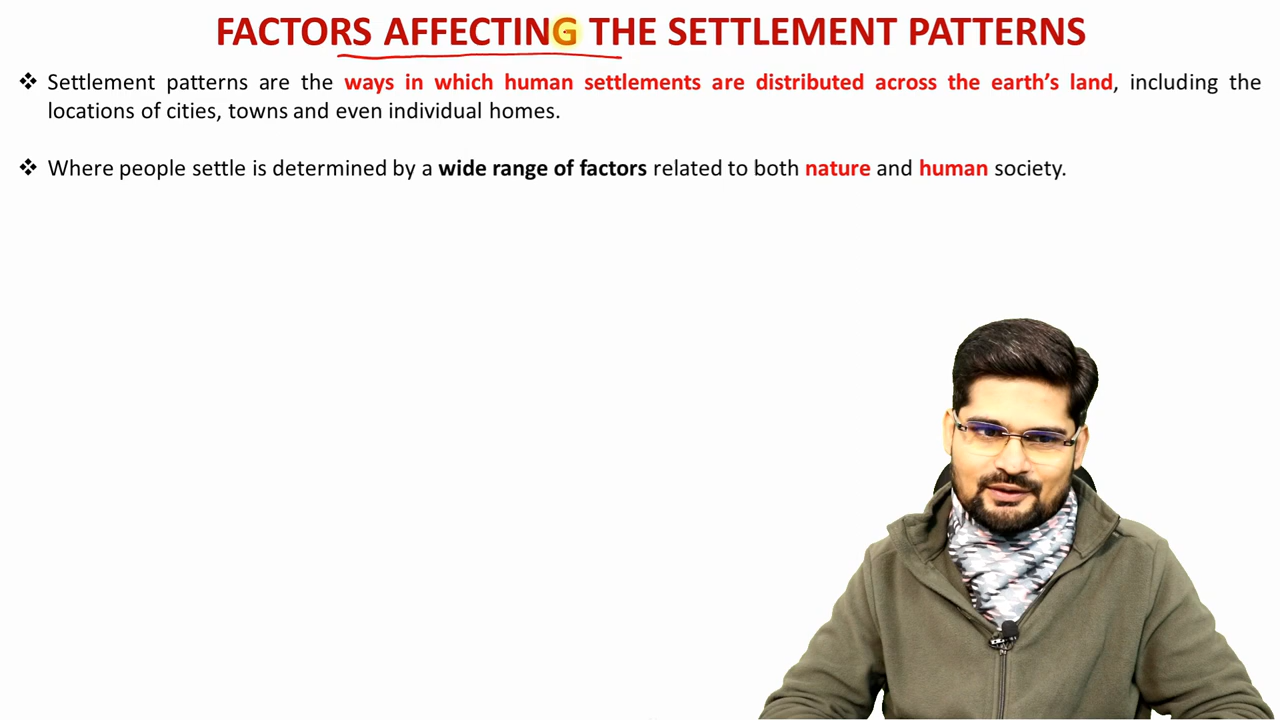 FACTORS AFFECTING THE SETTLEMENT PATTERNS
❖ Settlement patterns are the ways in which human settlements are distributed across the earth’s land, including the
locations of cities, towns and even individual homes.
❖ Where people settle is determined by a wide range of factors related to both nature and human society.